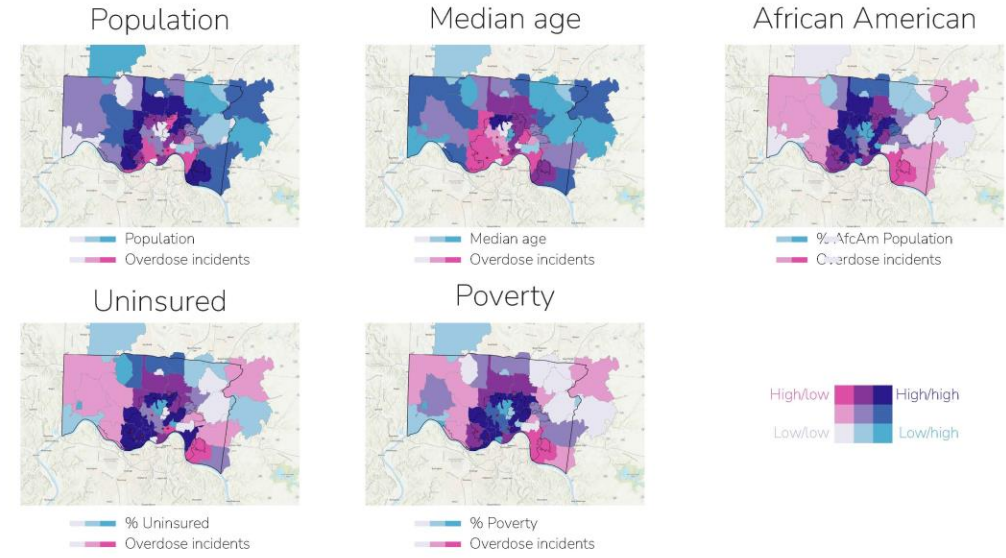 Population
Median age
African American
Population
Overdose incidents
Median age
Overdose incidents
% AfcAm Population
Overdose incidents
Uninsured
Poverty
High/low
High/high
Low/low
Low/high
% Uninsured
Overdose incidents
% Poverty
Overdose incidents